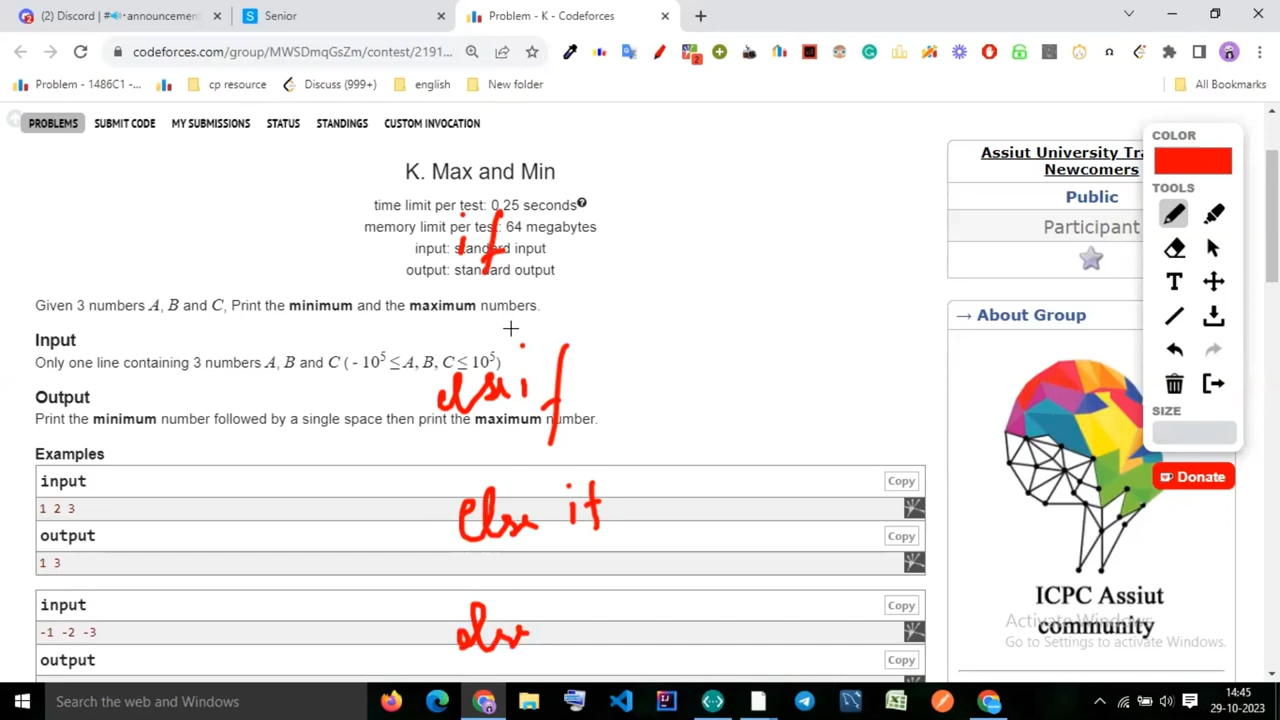 (2) Discord | #🔊announcement
Senior
Problem - K - Codeforces
codeforces.com/group/MWSDmqGsZm/contest/2191...
2
Problem - 1486C1 -...
cp resource
Discuss (999+)
english
New folder
All Bookmarks
PROBLEMS
SUBMIT CODE
MY SUBMISSIONS
STATUS
STANDINGS
CUSTOM INVOCATION
K. Max and Min
time limit per test: 0.25 seconds
memory limit per test: 64 megabytes
input: standard input
output: standard output
if
Given 3 numbers A, B and C, Print the minimum and the maximum numbers.
Input
Only one line containing 3 numbers A, B and C ( - 10⁵ ≤ A, B, C ≤ 10⁵)
else if
Output
Print the minimum number followed by a single space then print the maximum number.
Examples
input
Copy
1 2 3
else if
output
Copy
1 3
input
Copy
-1 -2 -3
else
output
Copy
Assiut University Tra
Newcomers
Public
Participant
→ About Group
ICPC Assiut
community
COLOR
TOOLS
T
SIZE
Donate
Activate Windows
Go to Settings to activate Windows.
Search the web and Windows
14:45
29-10-2023